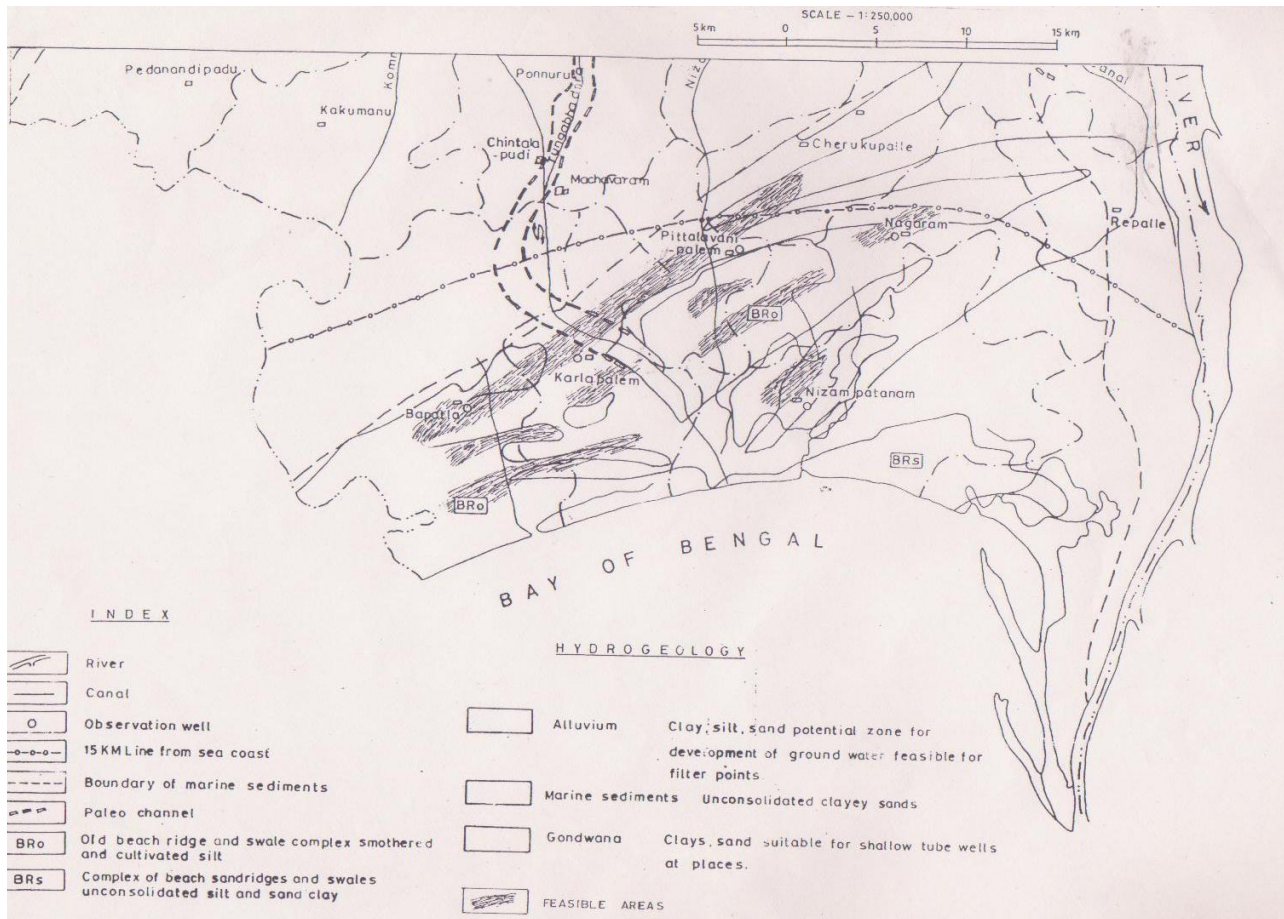 SCALE – 1:250,000
5 km 0 5 10 15 km
Pedanandipadu
Kakumanu
Ponnuru
Tungabhadra
Chintala
-pudi
Machavaram
Cherukupalle
RIVER
Repalle
Nagaram
Pittalavani
-palem
BRo
Karlapalem
Bapatla
Nizampatanam
BRs
BRo
BAY OF BENGAL
INDEX
River
Canal
Observation well
15 KM Line from sea coast
Boundary of marine sediments
Paleo channel
BRo Old beach ridge and swale complex smothered
and cultivated silt
BRs Complex of beach sandridges and swales
unconsolidated silt and sand clay
HYDROGEOLOGY
Alluvium Clay, silt, sand potential zone for
development of ground water feasible for
filter points.
Marine sediments Unconsolidated clayey sands
Gondwana Clays, sand suitable for shallow tube wells
at places.
FEASIBLE AREAS